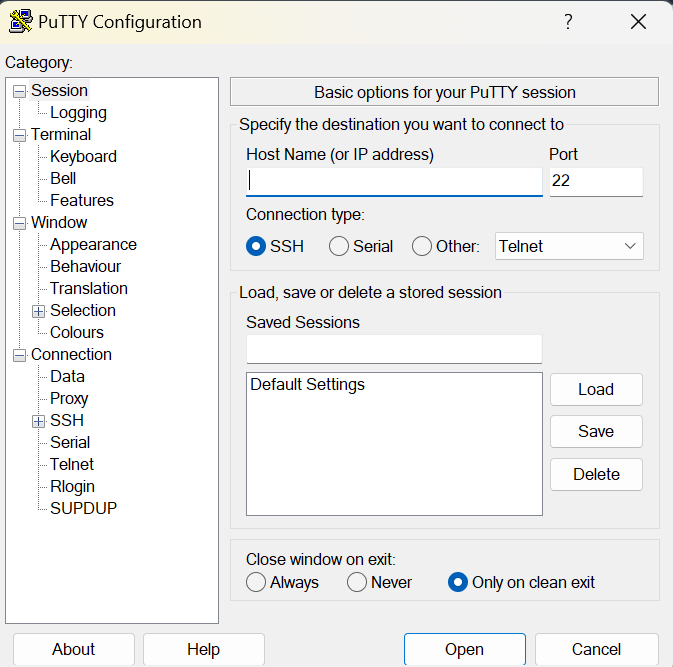 PuTTY Configuration
?
Category:
Session
Logging
Terminal
Keyboard
Bell
Features
Window
Appearance
Behaviour
Translation
Selection
Colours
Connection
Data
Proxy
SSH
Serial
Telnet
Rlogin
SUPDUP
Basic options for your PuTTY session
Specify the destination you want to connect to
Host Name (or IP address) Port
22
Connection type:
SSH Serial Other: Telnet
Load, save or delete a stored session
Saved Sessions
Default Settings
Load
Save
Delete
Close window on exit:
Always Never Only on clean exit
About Help Open Cancel